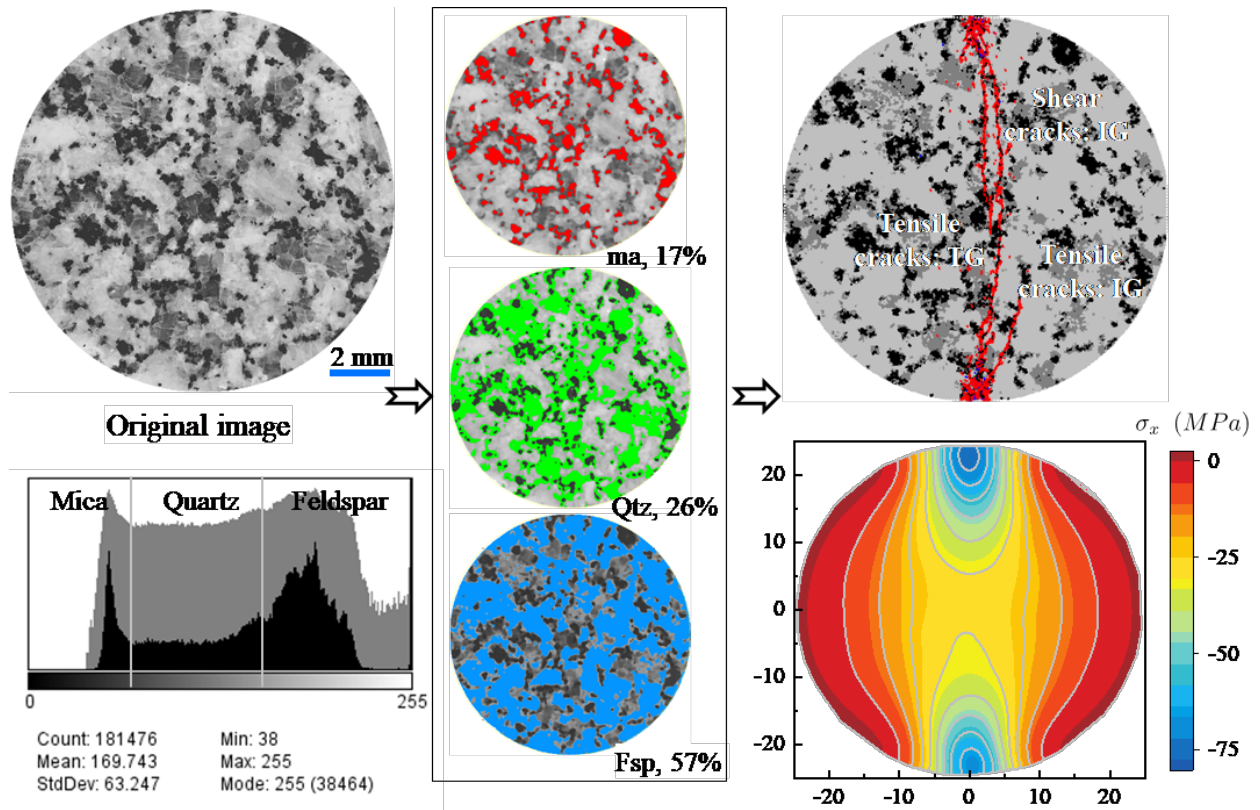 2 mm
Original image
Mica Quartz Feldspar
0 255
Count: 181476 Min: 38
Mean: 169.743 Max: 255
StdDev: 63.247 Mode: 255 (38464)
ma, 17%
Qtz, 26%
Fsp, 57%
Shear
cracks: IG
Tensile
cracks: IG
Tensile
cracks: IG
σx (MPa)
20
10
0
-10
-20
-20 -10 0 10 20
0
-25
-50
-75